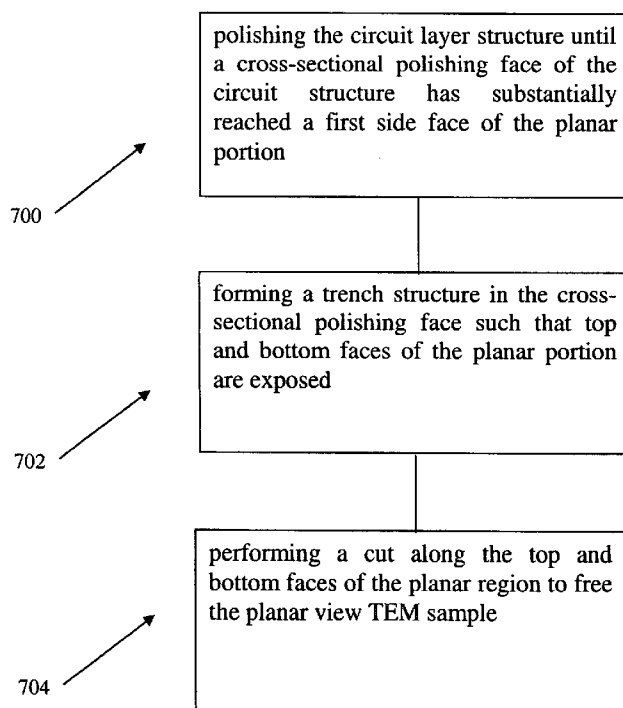 polishing the circuit layer structure until
a cross-sectional polishing face of the
circuit structure has substantially
reached a first side face of the planar
portion
700
forming a trench structure in the cross-
sectional polishing face such that top
and bottom faces of the planar portion
are exposed
702
performing a cut along the top and
bottom faces of the planar region to free
the planar view TEM sample
704